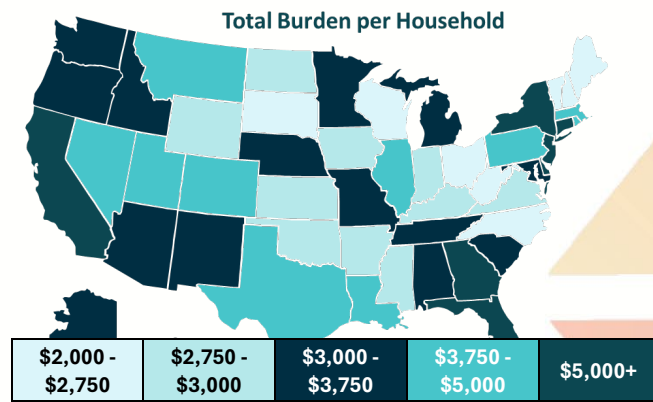 Total Burden per Household
$2,000 - $2,750 - $3,000 - $3,750 - $5,000+
$2,750 $3,000 $3,750 $5,000